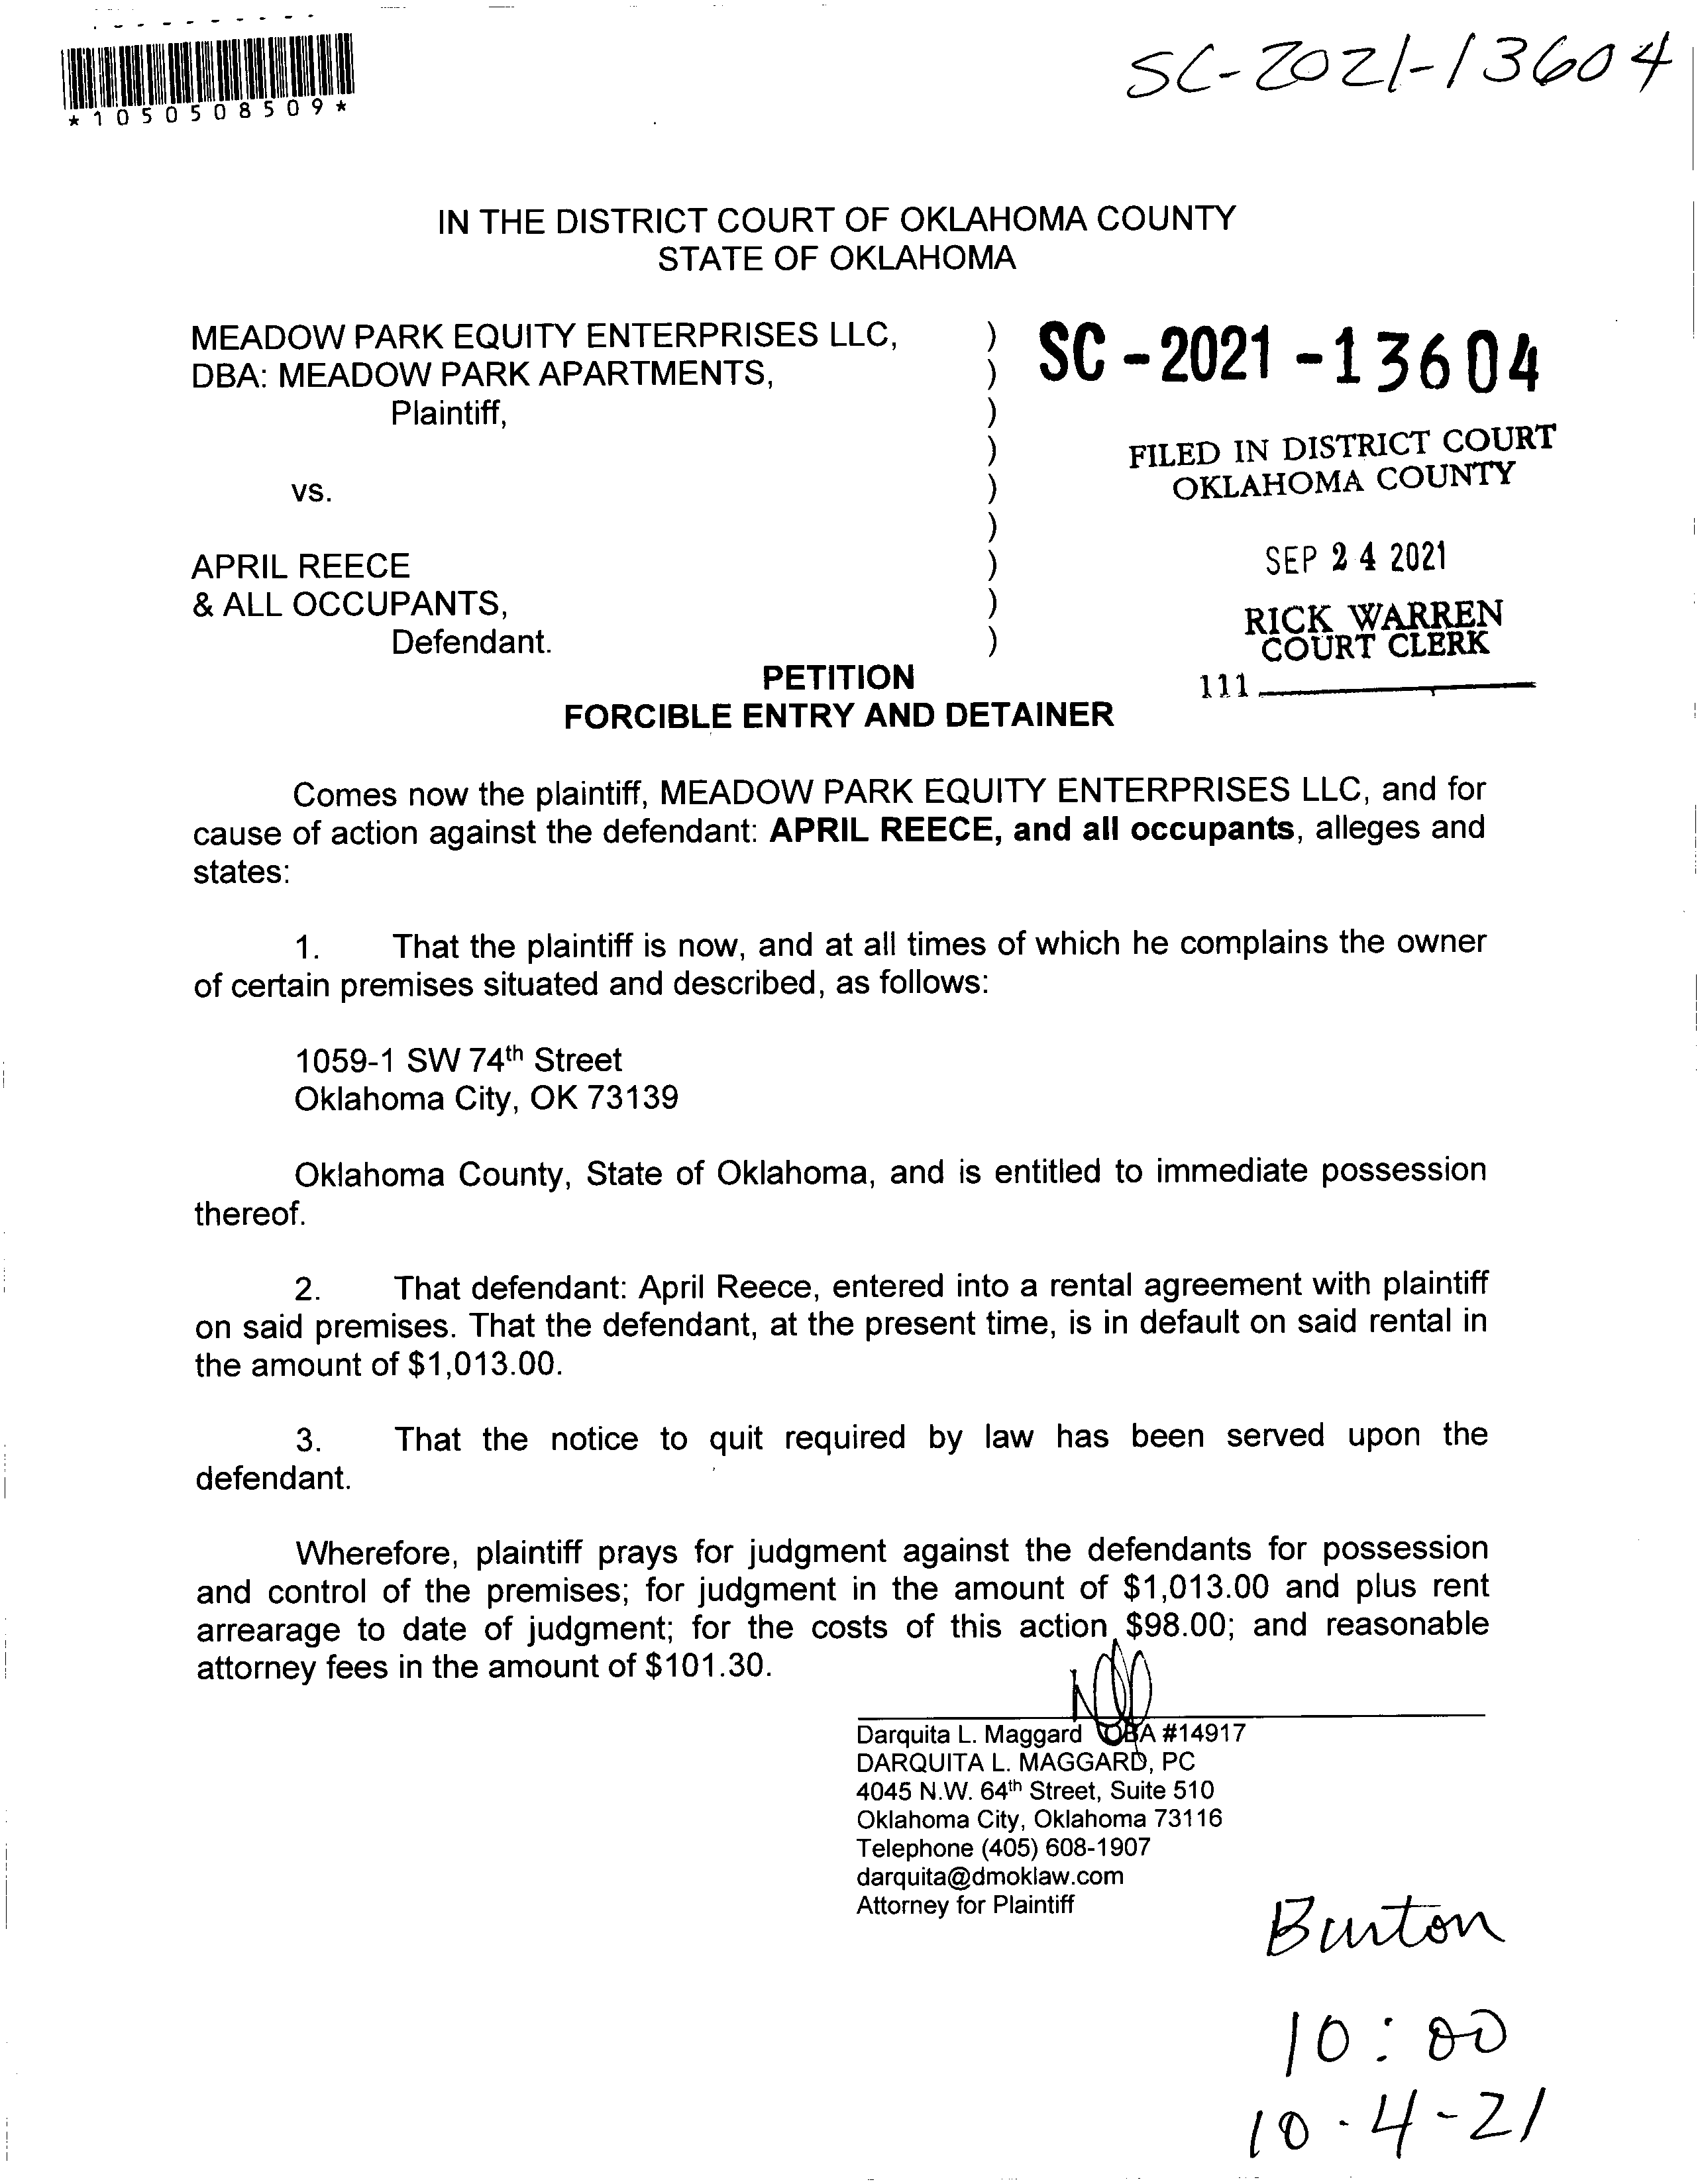 *1050508509*
SC-2021-13604
IN THE DISTRICT COURT OF OKLAHOMA COUNTY
STATE OF OKLAHOMA
MEADOW PARK EQUITY ENTERPRISES LLC, )
DBA: MEADOW PARK APARTMENTS, )
Plaintiff, )
)
vs. )
)
APRIL REECE )
& ALL OCCUPANTS, )
Defendant. )
SC-2021-13604
FILED IN DISTRICT COURT
OKLAHOMA COUNTY
SEP 24 2021
RICK WARREN
COURT CLERK
111
PETITION
FORCIBLE ENTRY AND DETAINER
Comes now the plaintiff, MEADOW PARK EQUITY ENTERPRISES LLC, and for
cause of action against the defendant: APRIL REECE, and all occupants, alleges and
states:
1. That the plaintiff is now, and at all times of which he complains the owner
of certain premises situated and described, as follows:
1059-1 SW 74th Street
Oklahoma City, OK 73139
Oklahoma County, State of Oklahoma, and is entitled to immediate possession
thereof.
2. That defendant: April Reece, entered into a rental agreement with plaintiff
on said premises. That the defendant, at the present time, is in default on said rental in
the amount of $1,013.00.
3. That the notice to quit required by law has been served upon the
defendant.
Wherefore, plaintiff prays for judgment against the defendants for possession
and control of the premises; for judgment in the amount of $1,013.00 and plus rent
arrearage to date of judgment; for the costs of this action $98.00; and reasonable
attorney fees in the amount of $101.30.
Darquita L. Maggard OBA #14917
DARQUITA L. MAGGARD, PC
4045 N.W. 64th Street, Suite 510
Oklahoma City, Oklahoma 73116
Telephone (405) 608-1907
darquita@dmoklaw.com
Attorney for Plaintiff
Burton
10:00
10-4-21